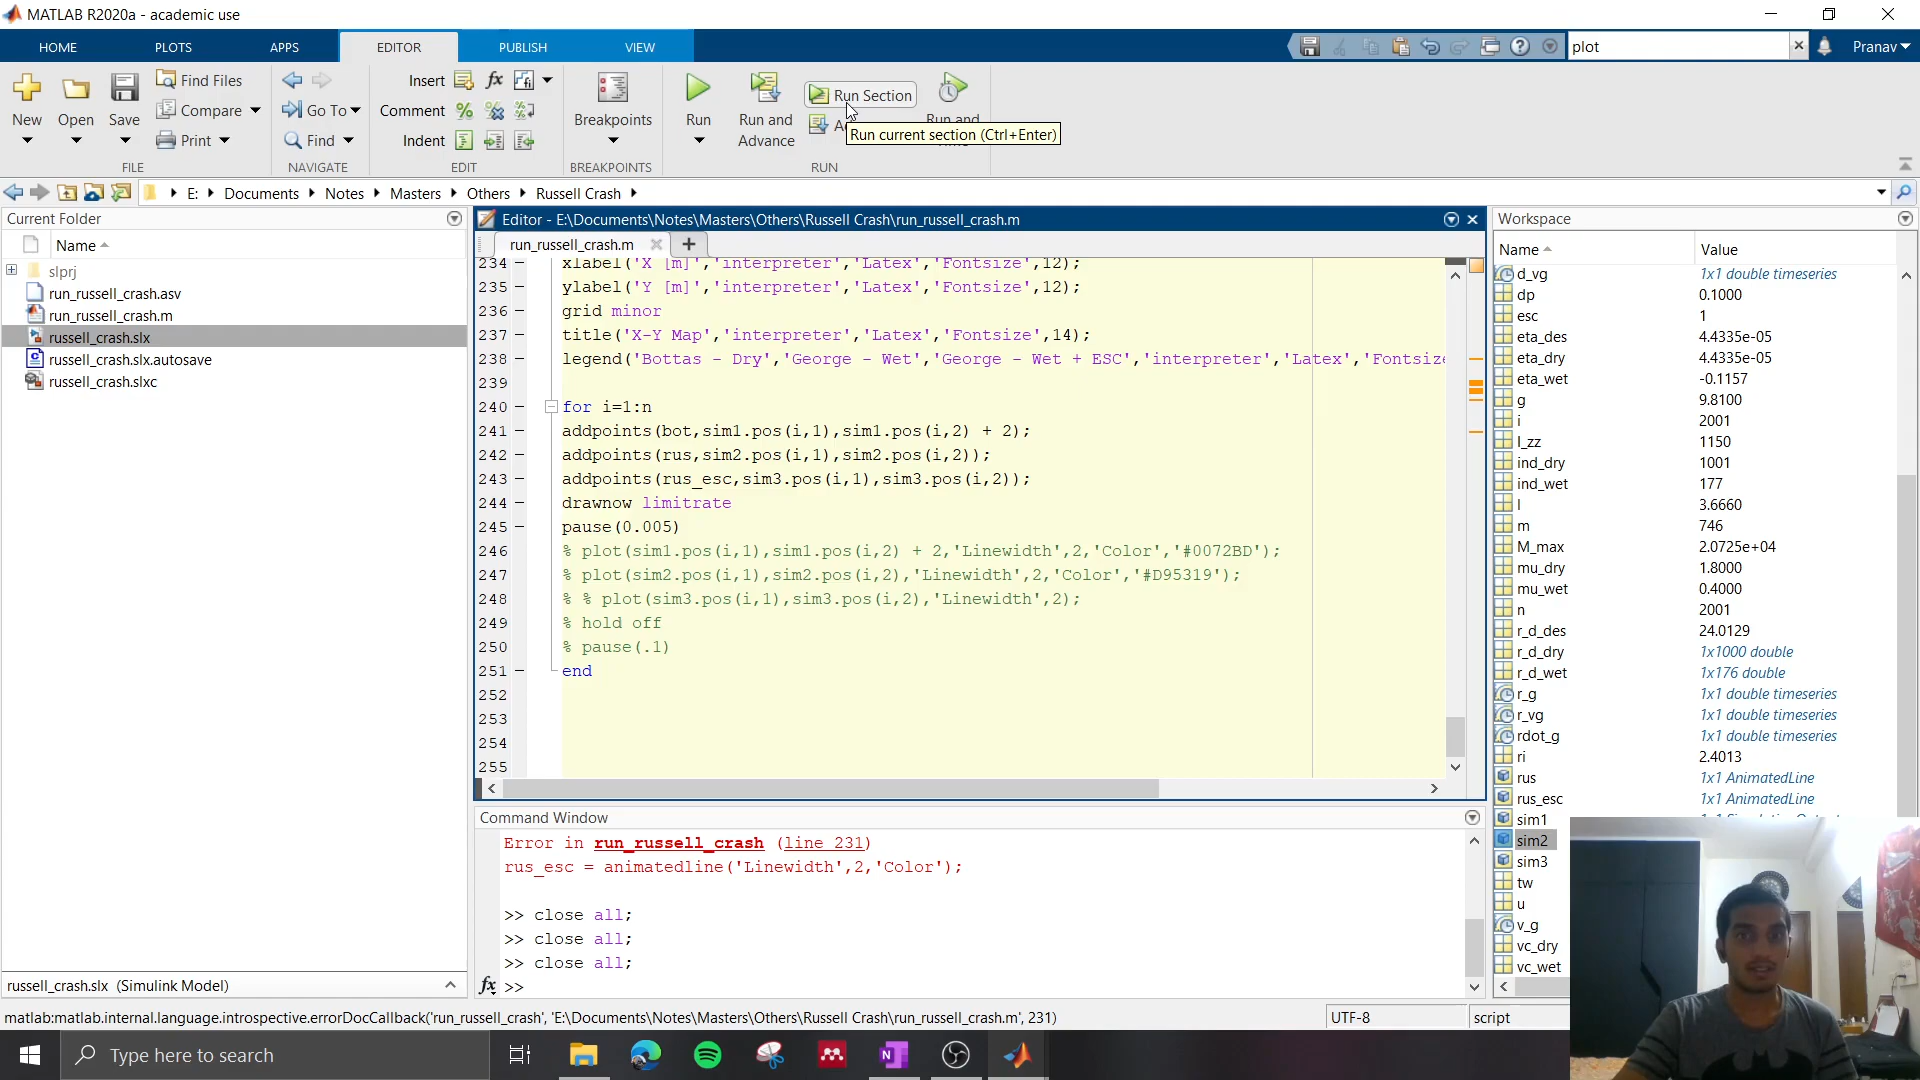 MATLAB R2020a - academic use
HOME PLOTS APPS EDITOR PUBLISH VIEW
plot
Pranav
New
Open
Save
Find Files
Compare
Print
FILE
Go To
Find
NAVIGATE
Insert
fx
Comment
Indent
EDIT
Breakpoints
BREAKPOINTS
Run
Run and
Advance
Run Section
Run and
Run current section (Ctrl+Enter)
RUN
E: Documents Notes Masters Others Russell Crash
Current Folder
Name
slprj
run_russell_crash.asv
run_russell_crash.m
russell_crash.slx
russell_crash.slx.autosave
russell_crash.slxc
russell_crash.slx (Simulink Model)
Editor - E:\Documents\Notes\Masters\Others\Russell Crash\run_russell_crash.m
run_russell_crash.m
234 xlabel('X [m]','interpreter','Latex','Fontsize',12);
235 ylabel('Y [m]','interpreter','Latex','Fontsize',12);
236 grid minor
237 title('X-Y Map','interpreter','Latex','Fontsize',14);
238 legend('Bottas - Dry','George - Wet','George - Wet + ESC','interpreter','Latex','Fontsize
239
240 for i=1:n
241 addpoints(bot,sim1.pos(i,1),sim1.pos(i,2) + 2);
242 addpoints(rus,sim2.pos(i,1),sim2.pos(i,2));
243 addpoints(rus_esc,sim3.pos(i,1),sim3.pos(i,2));
244 drawnow limitrate
245 pause(0.005)
246 % plot(sim1.pos(i,1),sim1.pos(i,2) + 2,'Linewidth',2,'Color','#0072BD');
247 % plot(sim2.pos(i,1),sim2.pos(i,2),'Linewidth',2,'Color','#D95319');
248 % % plot(sim3.pos(i,1),sim3.pos(i,2),'Linewidth',2);
249 % hold off
250 % pause(.1)
251 end
252
253
254
255
Command Window
Error in run_russell_crash (line 231)
rus_esc = animatedline('Linewidth',2,'Color');
>> close all;
>> close all;
>> close all;
fx >>
Workspace
Name Value
d_vg 1x1 double timeseries
dp 0.1000
esc 1
eta_des 4.4335e-05
eta_dry 4.4335e-05
eta_wet -0.1157
g 9.8100
i 2001
I_zz 1150
ind_dry 1001
ind_wet 177
l 3.6660
m 746
M_max 2.0725e+04
mu_dry 1.8000
mu_wet 0.4000
n 2001
r_d_des 24.0129
r_d_dry 1x1000 double
r_d_wet 1x176 double
r_g 1x1 double timeseries
r_vg 1x1 double timeseries
rdot_g 1x1 double timeseries
ri 2.4013
rus 1x1 AnimatedLine
rus_esc 1x1 AnimatedLine
sim1
sim2
sim3
tw
u
v_g
vc_dry
vc_wet
matlab:matlab.internal.language.introspective.errorDocCallback('run_russell_crash', 'E:\Documents\Notes\Masters\Others\Russell Crash\run_russell_crash.m', 231)
UTF-8
script
Type here to search